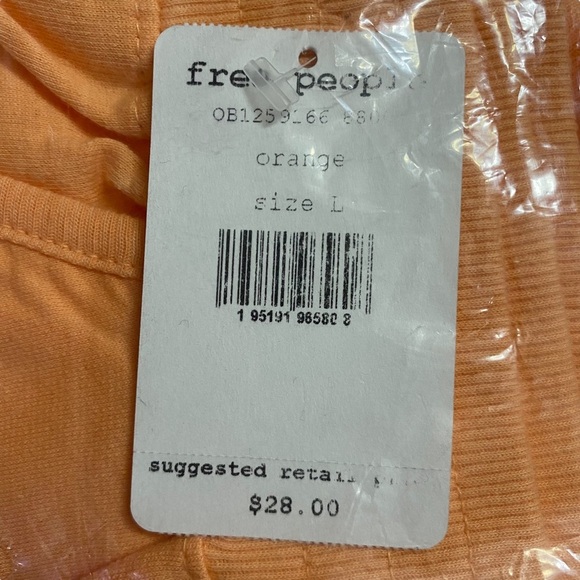 free people
OB1259166
orange
size L
1 95191 96580 8
suggested retail
$28.00